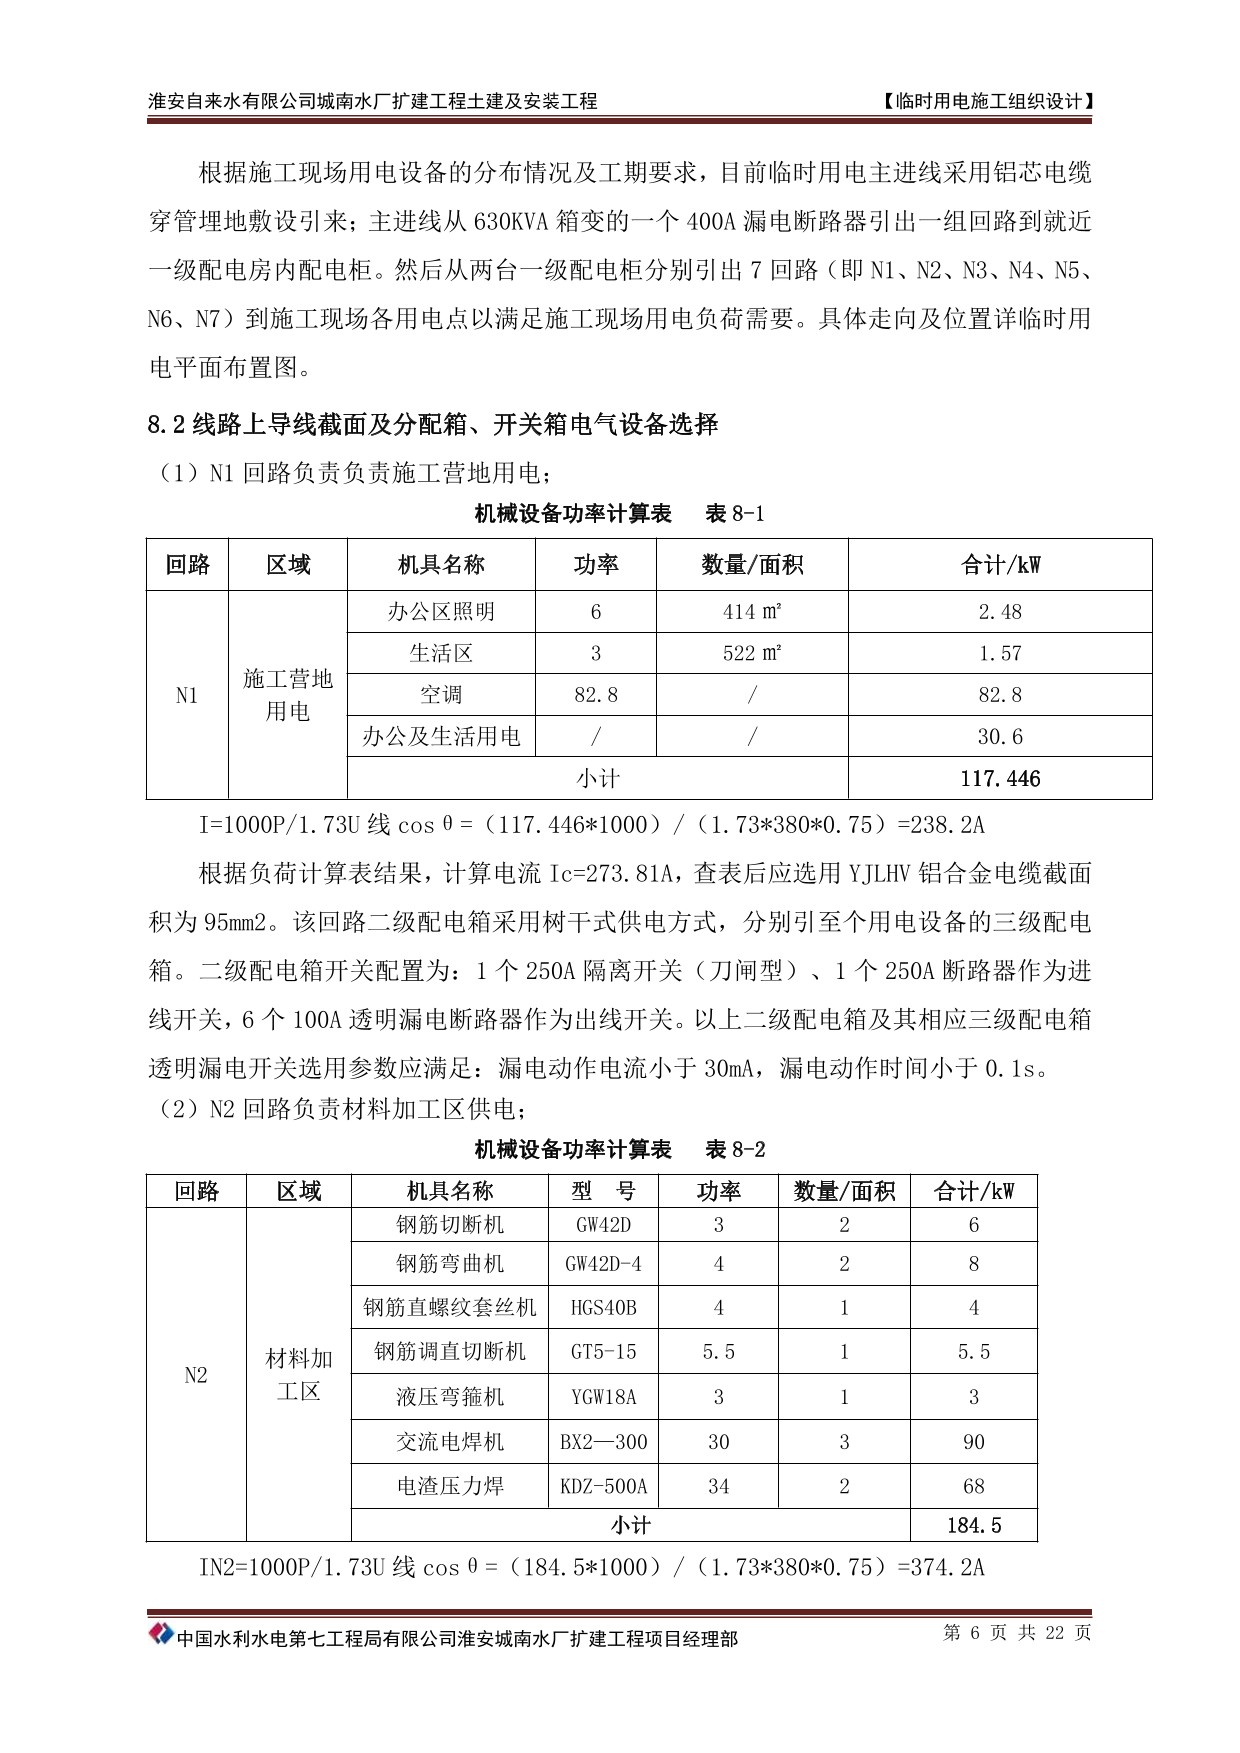 淮安自来水有限公司城南水厂扩建工程土建及安装工程 【临时用电施工组织设计】
根据施工现场用电设备的分布情况及工期要求，目前临时用电主进线采用铝芯电缆
穿管埋地敷设引来；主进线从 630KVA 箱变的一个 400A 漏电断路器引出一组回路到就近
一级配电房内配电柜。然后从两台一级配电柜分别引出 7 回路（即 N1、N2、N3、N4、N5、
N6、N7）到施工现场各用电点以满足施工现场用电负荷需要。具体走向及位置详临时用
电平面布置图。
8.2 线路上导线截面及分配箱、开关箱电气设备选择
（1）N1 回路负责负责施工营地用电；
机械设备功率计算表 表 8-1
回路 区域 机具名称 功率 数量/面积 合计/kW
办公区照明 6 414 ㎡ 2.48
生活区 3 522 ㎡ 1.57
N1 施工营地
用电
空调 82.8 / 82.8
办公及生活用电 / / 30.6
小计 117.446
I=1000P/1.73U 线 cosθ=（117.446*1000）/（1.73*380*0.75）=238.2A
根据负荷计算表结果，计算电流 Ic=273.81A，查表后应选用 YJLHV 铝合金电缆截面
积为 95mm2。该回路二级配电箱采用树干式供电方式，分别引至个用电设备的三级配电
箱。二级配电箱开关配置为：1 个 250A 隔离开关（刀闸型）、1 个 250A 断路器作为进
线开关，6 个 100A 透明漏电断路器作为出线开关。以上二级配电箱及其相应三级配电箱
透明漏电开关选用参数应满足：漏电动作电流小于 30mA，漏电动作时间小于 0.1s。
（2）N2 回路负责材料加工区供电；
机械设备功率计算表 表 8-2
回路 区域 机具名称 型 号 功率 数量/面积 合计/kW
钢筋切断机 GW42D 3 2 6
钢筋弯曲机 GW42D-4 4 2 8
钢筋直螺纹套丝机 HGS40B 4 1 4
N2 材料加
工区
钢筋调直切断机 GT5-15 5.5 1 5.5
液压弯箍机 YGW18A 3 1 3
交流电焊机 BX2—300 30 3 90
电渣压力焊 KDZ-500A 34 2 68
小计 184.5
IN2=1000P/1.73U 线 cosθ=（184.5*1000）/（1.73*380*0.75）=374.2A
中国水利水电第七工程局有限公司淮安城南水厂扩建工程项目经理部 第 6 页 共 22 页